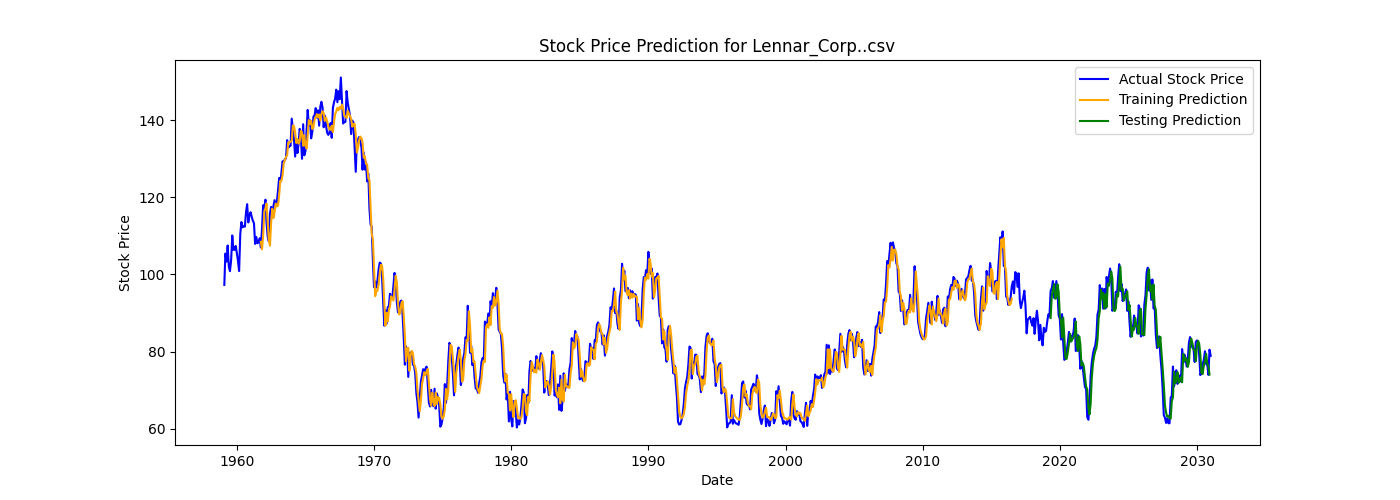 Stock Price Prediction for Lennar_Corp..csv
Actual Stock Price
Training Prediction
Testing Prediction
Stock Price
140
120
100
80
60
1960 1970 1980 1990 2000 2010 2020 2030
Date